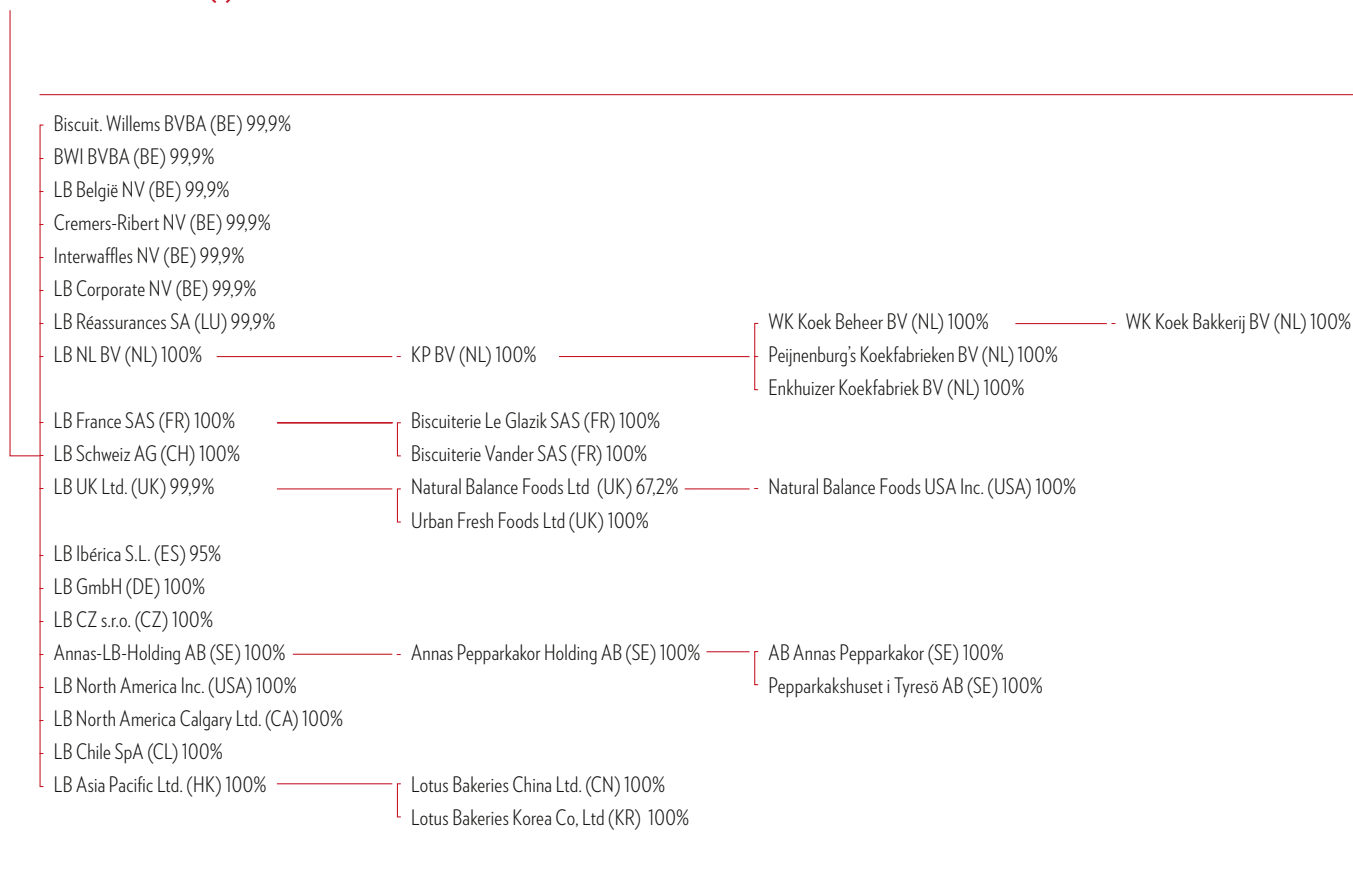 Biscuit. Willems BVBA (BE) 99,9%
BWI BVBA (BE) 99,9%
LB België NV (BE) 99,9%
Cremers-Ribert NV (BE) 99,9%
Interwaffles NV (BE) 99,9%
LB Corporate NV (BE) 99,9%
LB Réassurances SA (LU) 99,9%
WK Koek Beheer BV (NL) 100%
WK Koek Bakkerij BV (NL) 100%
LB NL BV (NL) 100%
KP BV (NL) 100%
Peijnenburg's Koekfabrieken BV (NL) 100%
Enkhuizer Koekfabriek BV (NL) 100%
LB France SAS (FR) 100%
Biscuiterie Le Glazik SAS (FR) 100%
LB Schweiz AG (CH) 100%
Biscuiterie Vander SAS (FR) 100%
LB UK Ltd. (UK) 99,9%
Natural Balance Foods Ltd (UK) 67,2%
Natural Balance Foods USA Inc. (USA) 100%
Urban Fresh Foods Ltd (UK) 100%
LB Ibérica S.L. (ES) 95%
LB GmbH (DE) 100%
LB CZ s.r.o. (CZ) 100%
Annas-LB-Holding AB (SE) 100%
Annas Pepparkakor Holding AB (SE) 100%
AB Annas Pepparkakor (SE) 100%
LB North America Inc. (USA) 100%
Pepparkakshuset i Tyresö AB (SE) 100%
LB North America Calgary Ltd. (CA) 100%
LB Chile SpA (CL) 100%
LB Asia Pacific Ltd. (HK) 100%
Lotus Bakeries China Ltd. (CN) 100%
Lotus Bakeries Korea Co, Ltd (KR) 100%